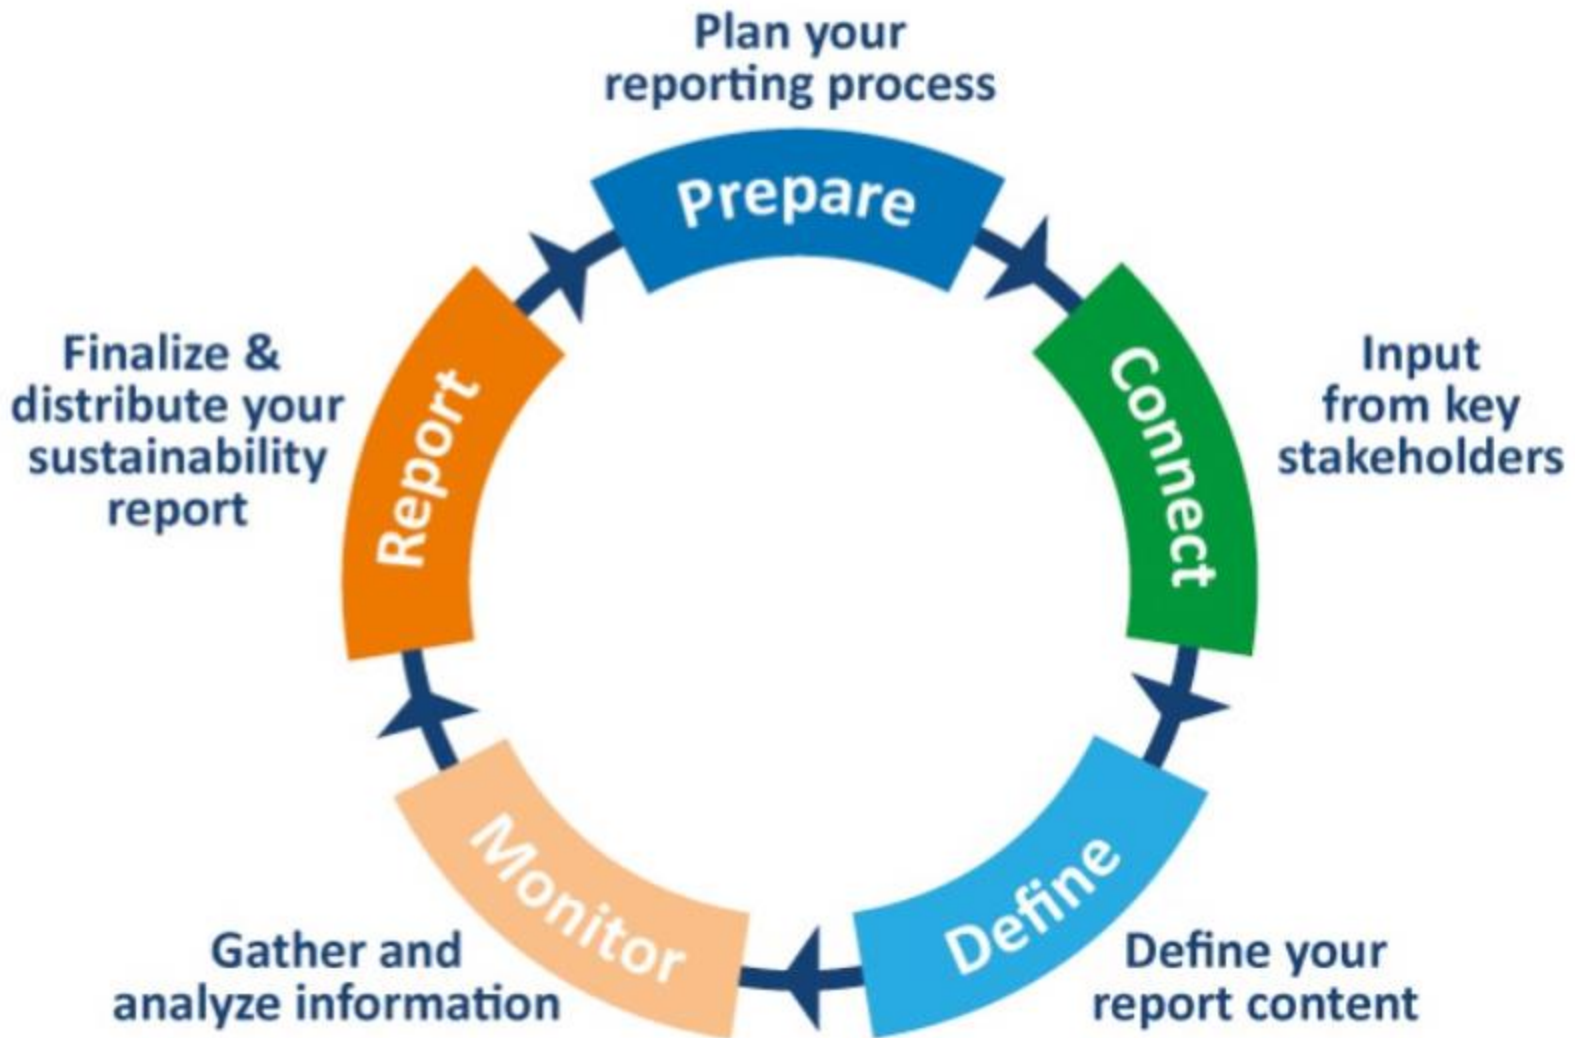 Plan your
reporting process
Prepare
Connect
Input
from key
stakeholders
Define
Define your
report content
Monitor
Gather and
analyze information
Report
Finalize &
distribute your
sustainability
report